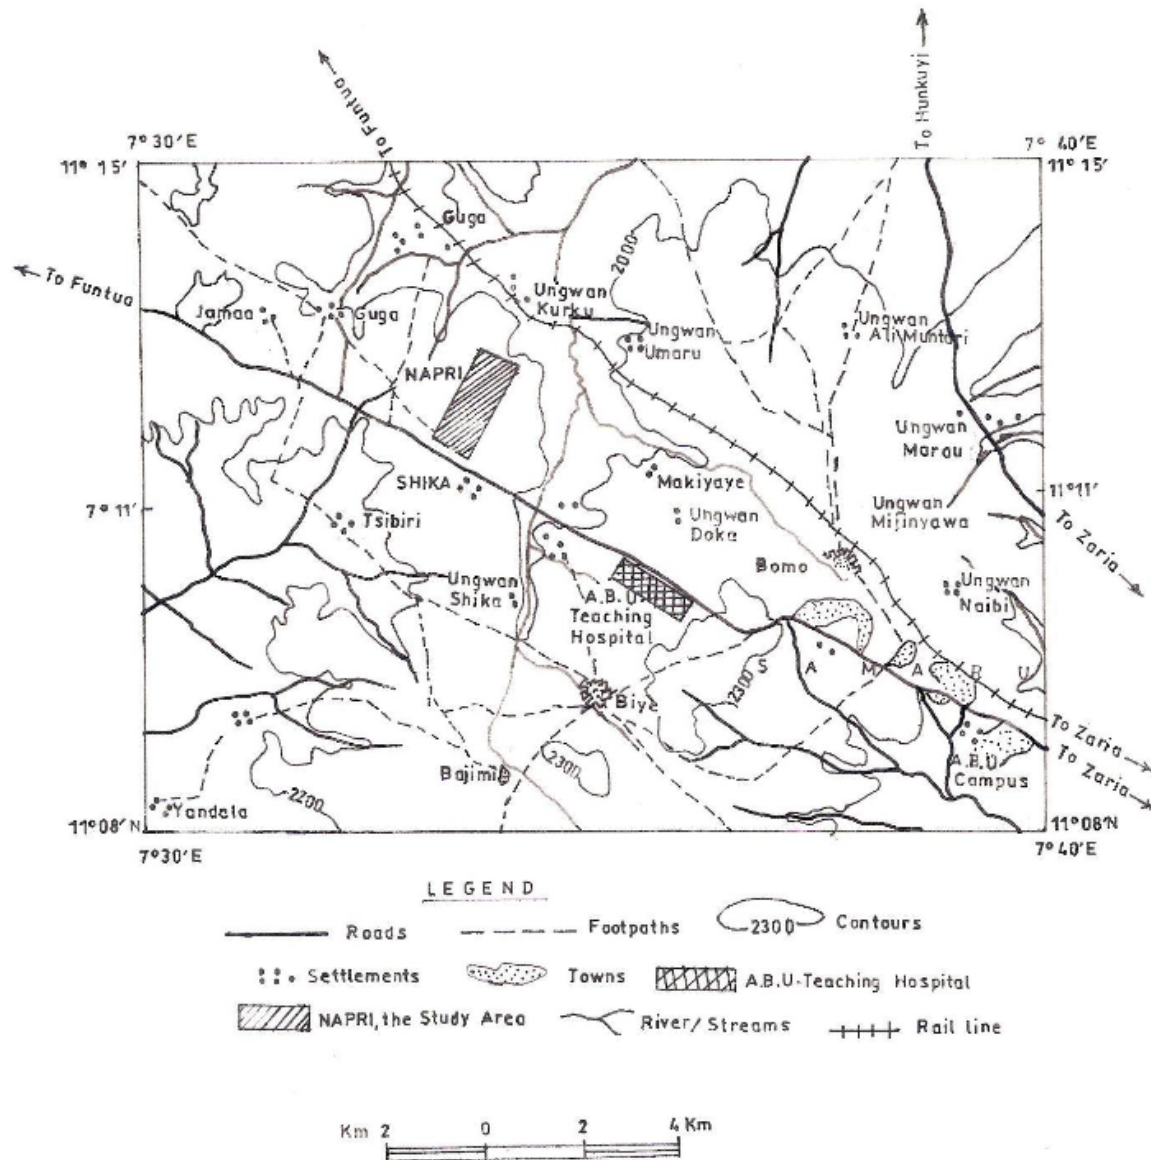 To Funtua
To Hunkuyi
7° 30′E
7° 40′E
11° 15′
11° 15′
Guga
2000
To Funtua
Jamaa
Guga
Ungwan
Kurku
Ungwan
Umaru
Ungwan
Ali Muntari
NAPRI
Ungwan
Marau
SHIKA
Makiyaye
7° 11′
11° 11′
Tsibiri
Ungwan
Doka
Ungwan
Mijinyawa
To Zaria
Bomo
Ungwan
Shika
A.B.U
Teaching
Hospital
Ungwan
Naibi
S A M A R U
2300
Biye
To Zaria
To Zaria
Bajimi
2300
A.B.U
Campus
Yandala
2200
11° 08′N
11° 08′N
7° 30′E
7° 40′E
LEGEND
Roads
Footpaths
2300
Contours
Settlements
Towns
A.B.U-Teaching Hospital
NAPRI, the Study Area
River/Streams
Rail line
Km 2 0 2 4 Km